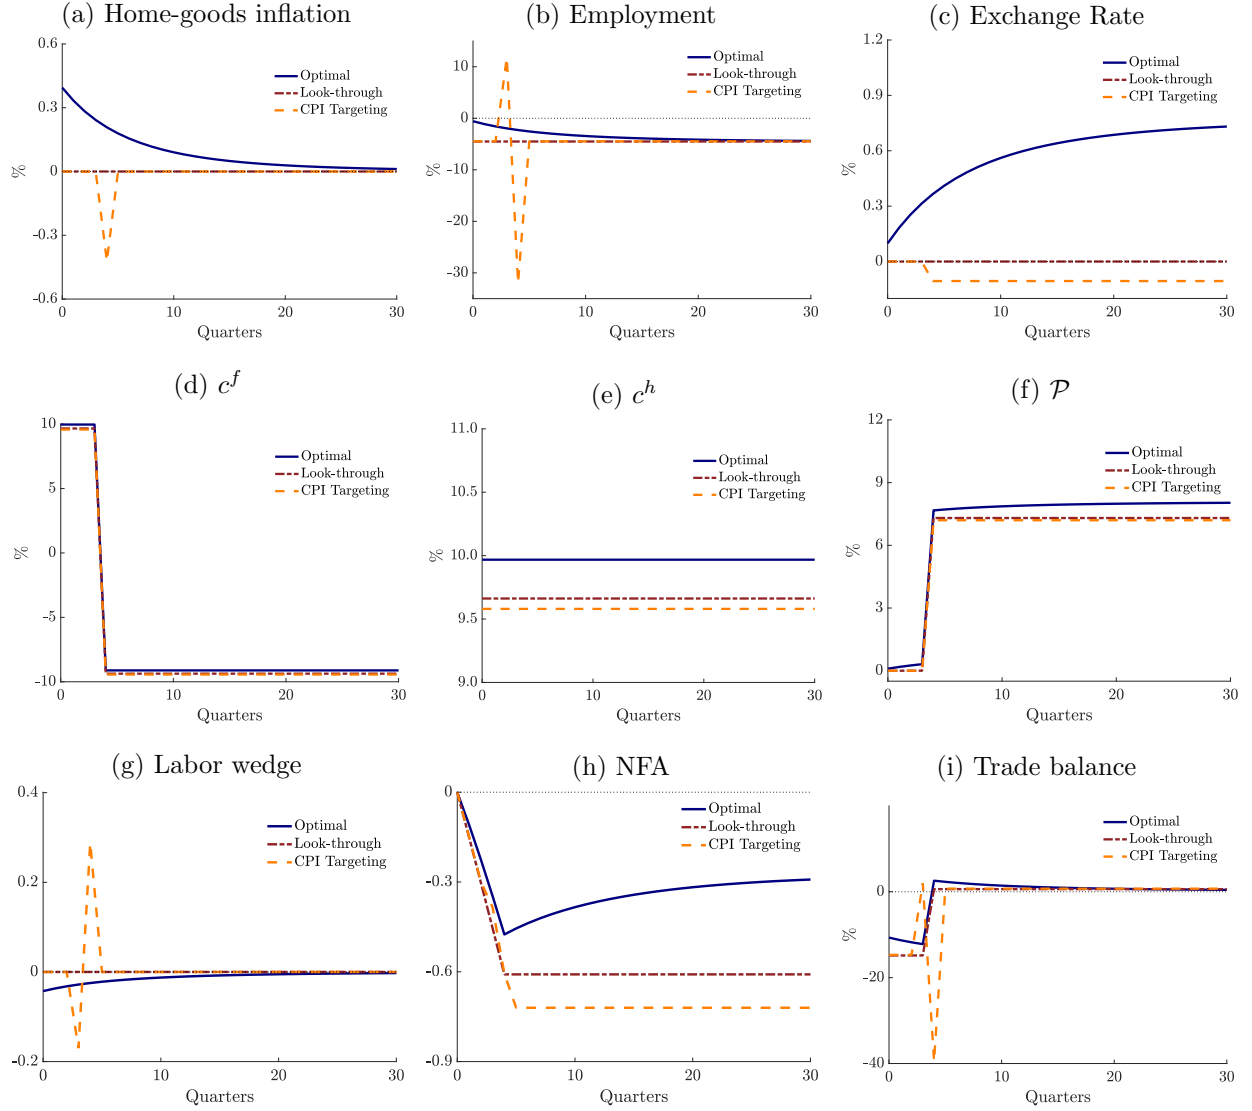 (a) Home-goods inflation
0.6
0.3
0
-0.3
-0.6
%
0 10 20 30
Quarters
Optimal
Look-through
CPI Targeting
(b) Employment
10
0
-10
-20
-30
%
0 10 20 30
Quarters
Optimal
Look-through
CPI Targeting
(c) Exchange Rate
1.2
0.9
0.6
0.3
0
%
0 10 20 30
Quarters
Optimal
Look-through
CPI Targeting
(d) c^f
10
5
0
-5
-10
%
0 10 20 30
Quarters
Optimal
Look-through
CPI Targeting
(e) c^h
11.0
10.5
10.0
9.5
9.0
%
0 10 20 30
Quarters
Optimal
Look-through
CPI Targeting
(f) 𝒫
12
9
6
3
0
%
0 10 20 30
Quarters
Optimal
Look-through
CPI Targeting
(g) Labor wedge
0.4
0.2
0
-0.2
0 10 20 30
Quarters
Optimal
Look-through
CPI Targeting
(h) NFA
0
-0.3
-0.6
-0.9
0 10 20 30
Quarters
Optimal
Look-through
CPI Targeting
(i) Trade balance
0
-20
-40
%
0 10 20 30
Quarters
Optimal
Look-through
CPI Targeting